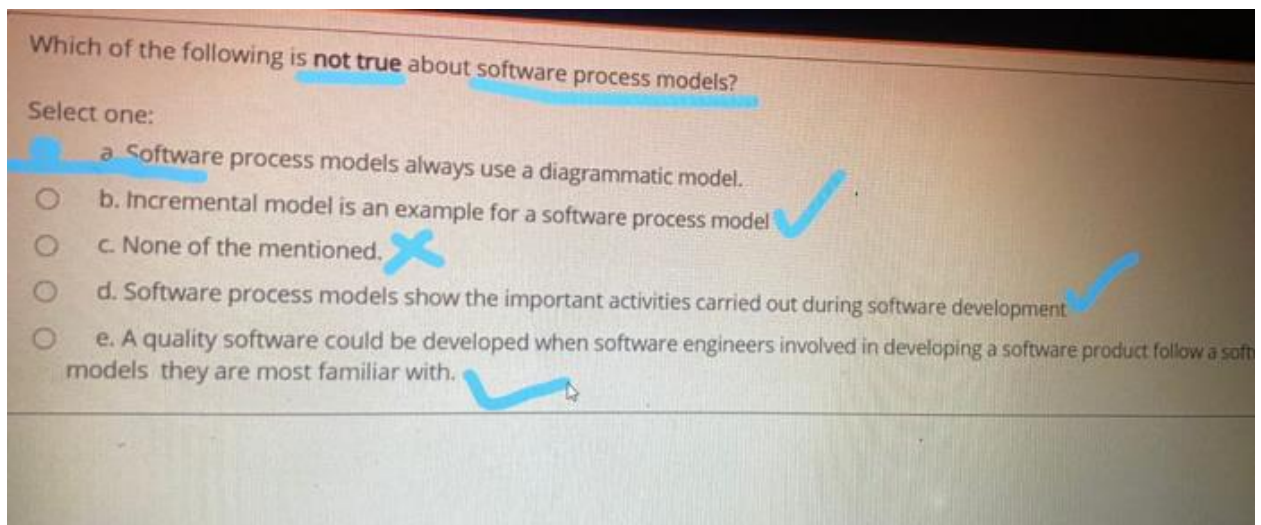 Which of the following is not true about software process models?
Select one:
a. Software process models always use a diagrammatic model.
b. Incremental model is an example for a software process model
c. None of the mentioned.
d. Software process models show the important activities carried out during software development
e. A quality software could be developed when software engineers involved in developing a software product follow a
models they are most familiar with.